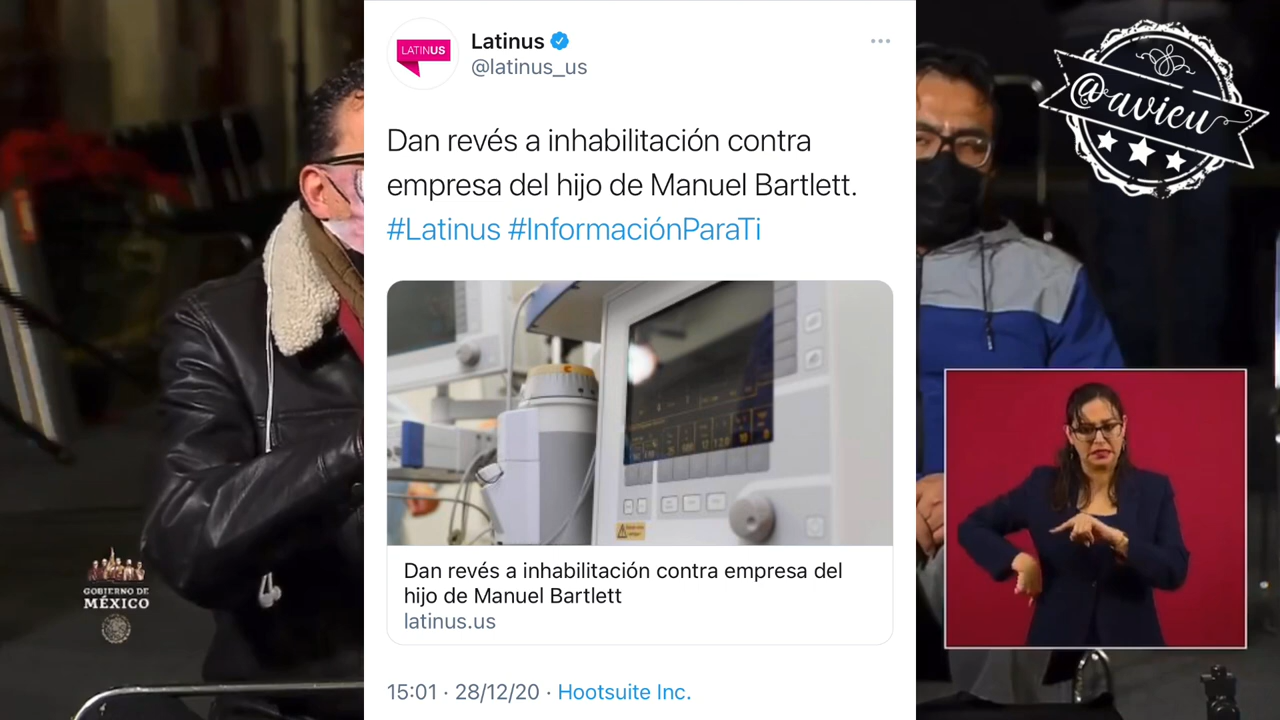 LATINUS
Latinus
@latinus_us
Dan revés a inhabilitación contra
empresa del hijo de Manuel Bartlett.
#Latinus #InformaciónParaTi
Dan revés a inhabilitación contra empresa del
hijo de Manuel Bartlett
latinus.us
15:01 · 28/12/20 · Hootsuite Inc.
@avieu
GOBIERNO DE
MÉXICO